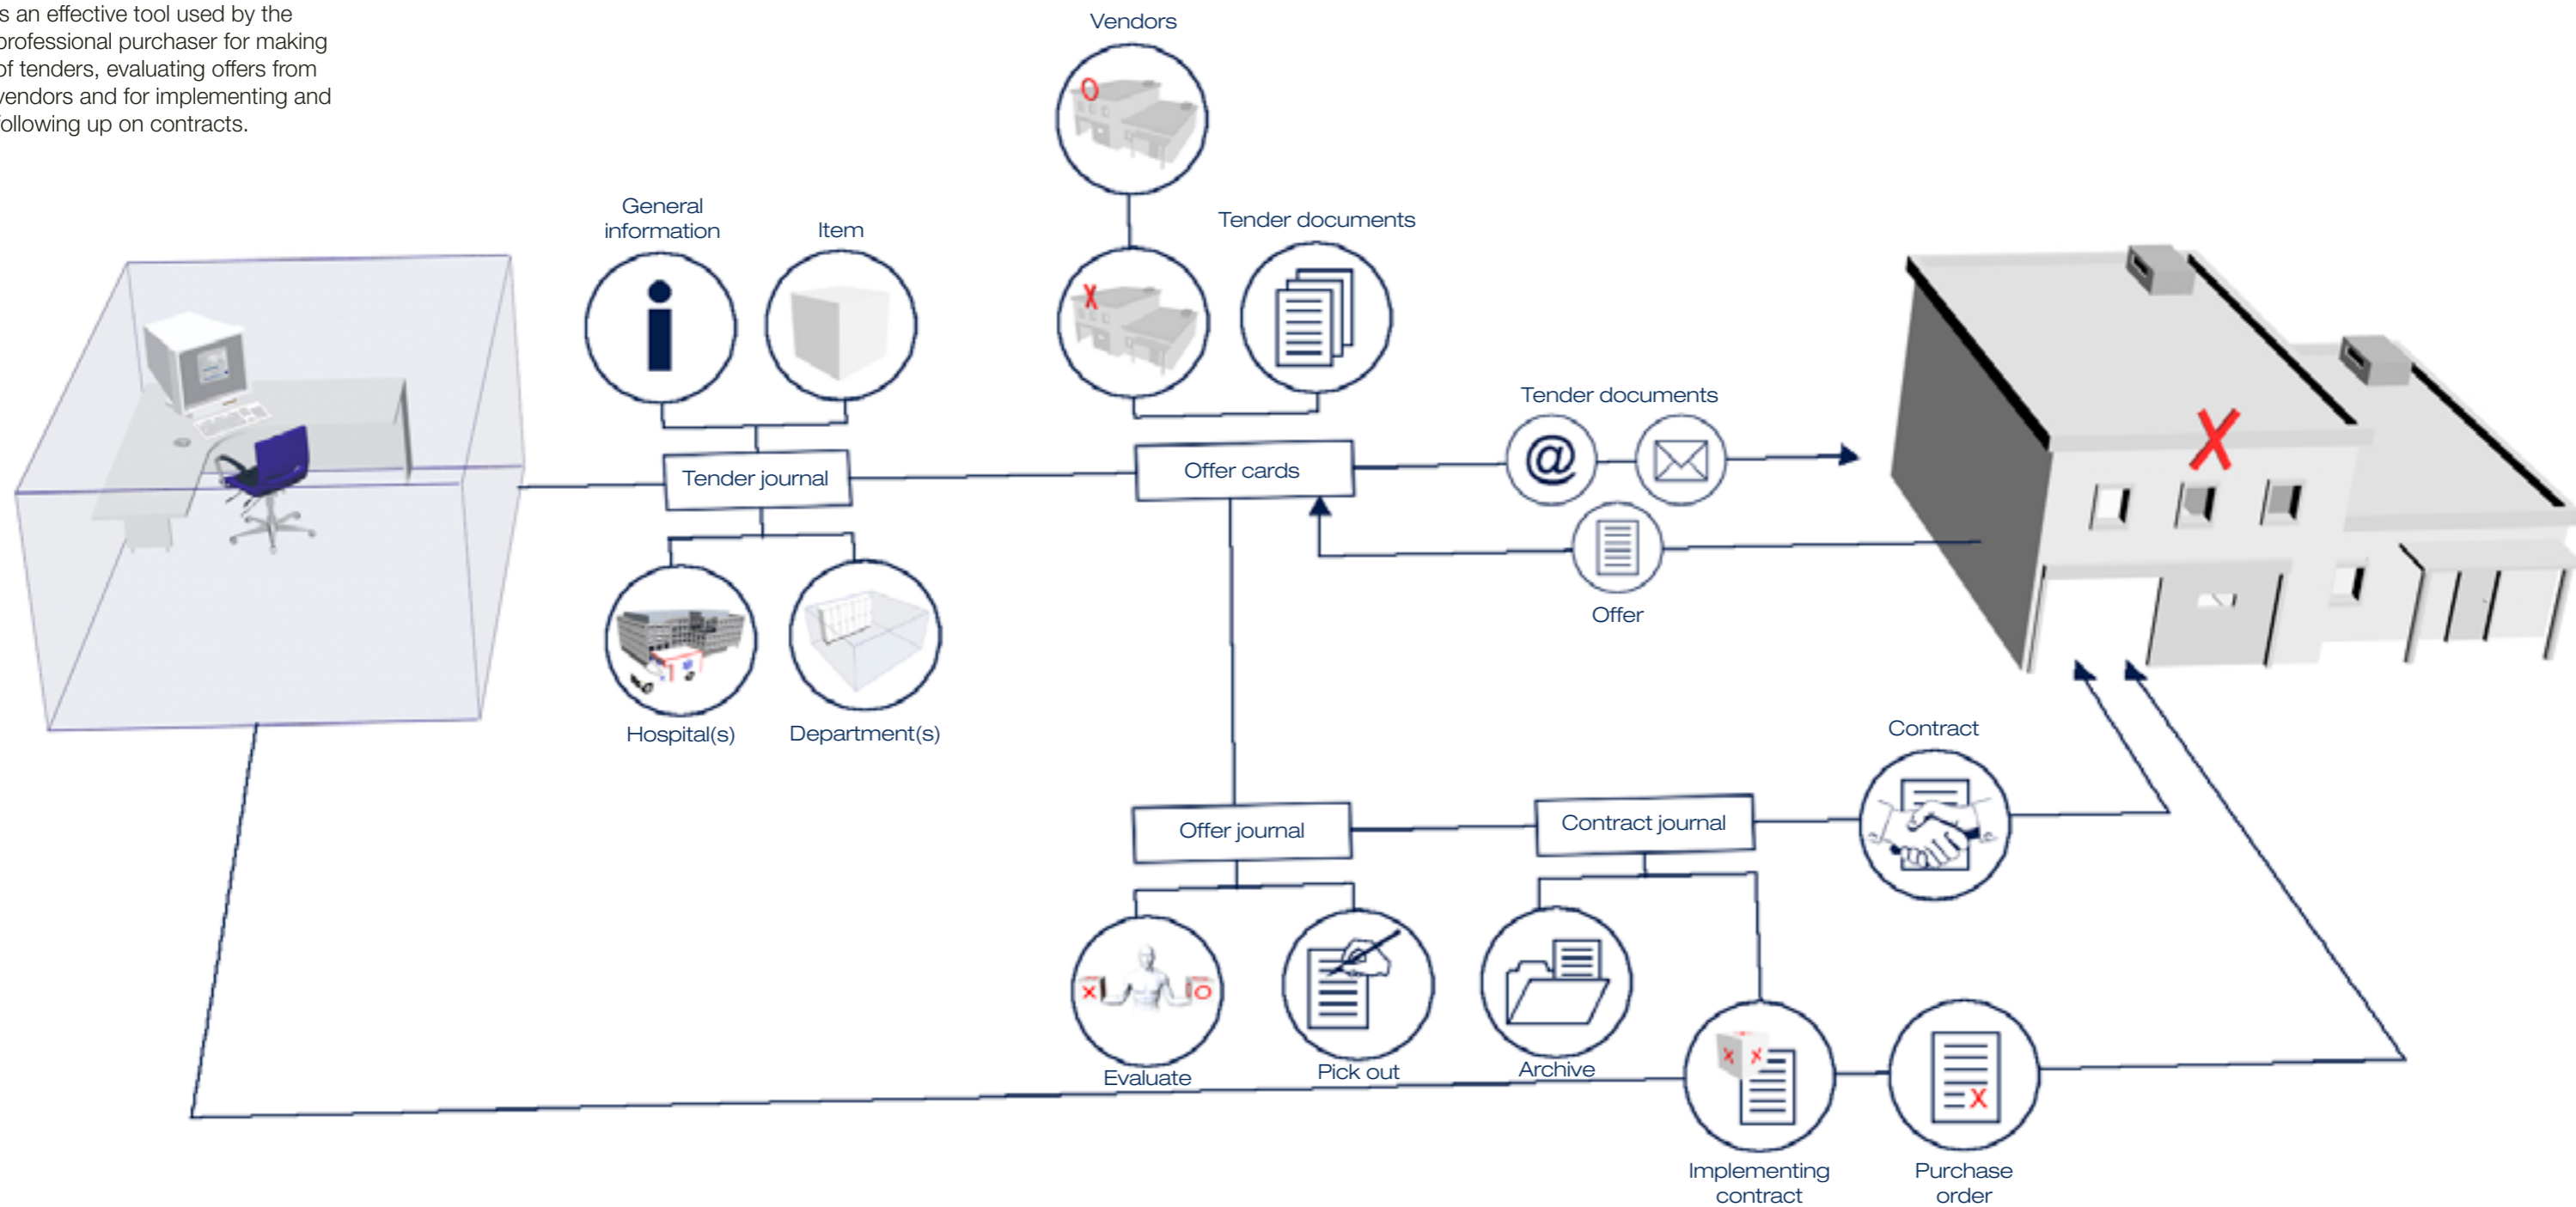 s an effective tool used by the
professional purchaser for making
of tenders, evaluating offers from
vendors and for implementing and
following up on contracts.
Vendors
O
General
information
Item
Tender documents
X
Tender documents
@
X
Tender journal
Offer cards
Offer
Hospital(s)
Department(s)
Contract
Offer journal
Contract journal
X
O
Evaluate
Pick out
Archive
X X
X
Implementing
contract
Purchase
order